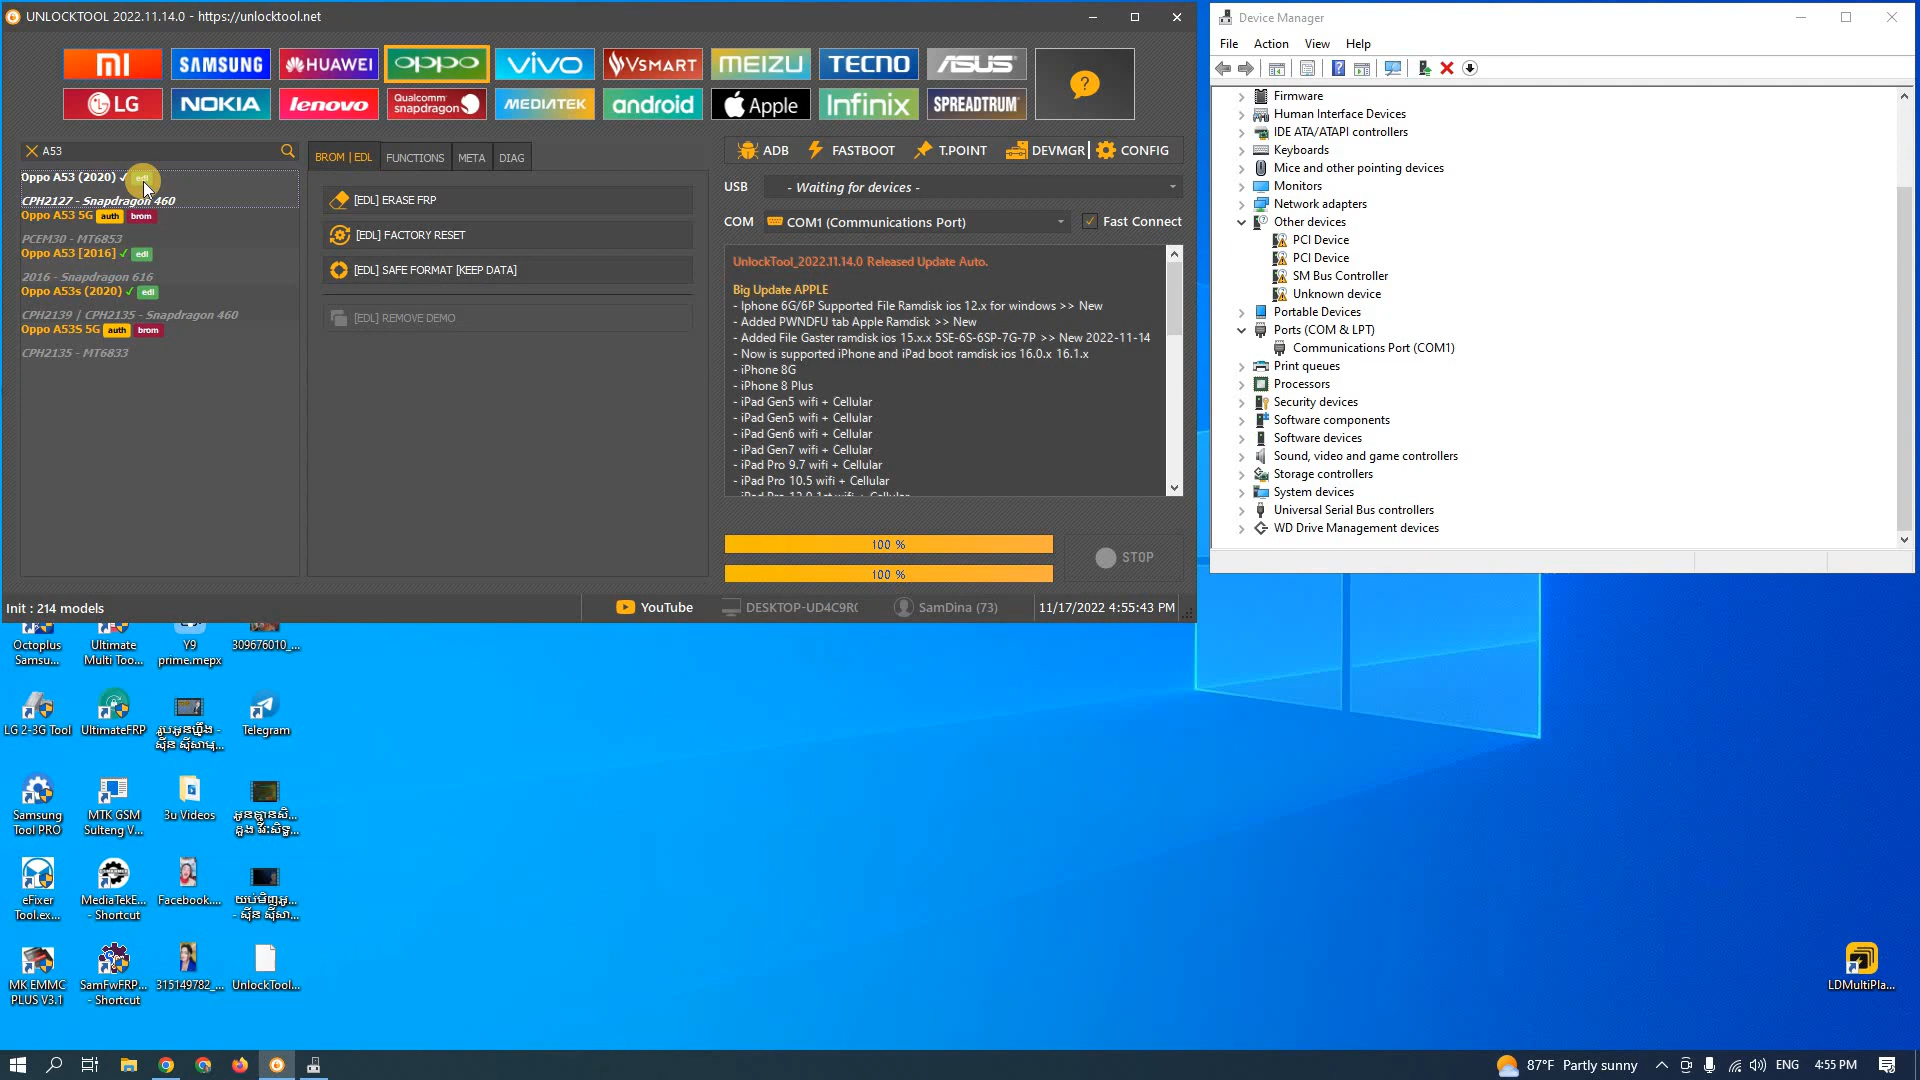 UNLOCKTOOL 2022.11.14.0 - https://unlocktool.net
MI
SAMSUNG
HUAWEI
oppo
vivo
VSMART
MEIZU
TECNO
ASUS
LG
NOKIA
lenovo
Qualcomm snapdragon
MEDIATEK
android
Apple
Infinix
SPREADTRUM
?
A53
Oppo A53 (2020) ✓ edl
CPH2127 - Snapdragon 460
Oppo A53 5G auth brom
PCEM30 - MT6853
Oppo A53 [2016] ✓ edl
2016 - Snapdragon 616
Oppo A53s (2020) ✓ edl
CPH2139 | CPH2135 - Snapdragon 460
Oppo A53S 5G auth brom
CPH2135 - MT6833
BROM | EDL
FUNCTIONS
META
DIAG
[EDL] ERASE FRP
[EDL] FACTORY RESET
[EDL] SAFE FORMAT [KEEP DATA]
[EDL] REMOVE DEMO
ADB
FASTBOOT
T.POINT
DEVMGR
CONFIG
USB
- Waiting for devices -
COM
COM1 (Communications Port)
Fast Connect
UnlockTool_2022.11.14.0 Released Update Auto.
Big Update APPLE
- Iphone 6G/6P Supported File Ramdisk ios 12.x for windows >> New
- Added PWNDFU tab Apple Ramdisk >> New
- Added File Gaster ramdisk ios 15.x.x 5SE-6S-6SP-7G-7P >> New 2022-11-14
- Now is supported iPhone and iPad boot ramdisk ios 16.0.x 16.1.x
- iPhone 8G
- iPhone 8 Plus
- iPad Gen5 wifi + Cellular
- iPad Gen5 wifi + Cellular
- iPad Gen6 wifi + Cellular
- iPad Gen7 wifi + Cellular
- iPad Pro 9.7 wifi + Cellular
- iPad Pro 10.5 wifi + Cellular
- iPad Pro 12.9 1st wifi + Cellular
100 %
100 %
STOP
Init : 214 models
YouTube
DESKTOP-UD4C9R
SamDina (73)
11/17/2022 4:55:43 PM
Device Manager
File
Action
View
Help
Firmware
Human Interface Devices
IDE ATA/ATAPI controllers
Keyboards
Mice and other pointing devices
Monitors
Network adapters
Other devices
PCI Device
PCI Device
SM Bus Controller
Unknown device
Portable Devices
Ports (COM & LPT)
Communications Port (COM1)
Print queues
Processors
Security devices
Software components
Software devices
Sound, video and game controllers
Storage controllers
System devices
Universal Serial Bus controllers
WD Drive Management devices
Octoplus Samsu...
Ultimate Multi Too...
Y9 prime.mepx
309676010_...
LG 2-3G Tool
UltimateFRP
Telegram
Samsung Tool PRO
MTK GSM Sulteng V...
3u Videos
eFixer Tool.ex...
MediaTekE... - Shortcut
Facebook....
MK EMMC PLUS V3.1
SamFwFRP... - Shortcut
315149782_...
UnlockTool...
LDMultiPla...
87°F Partly sunny
ENG
4:55 PM